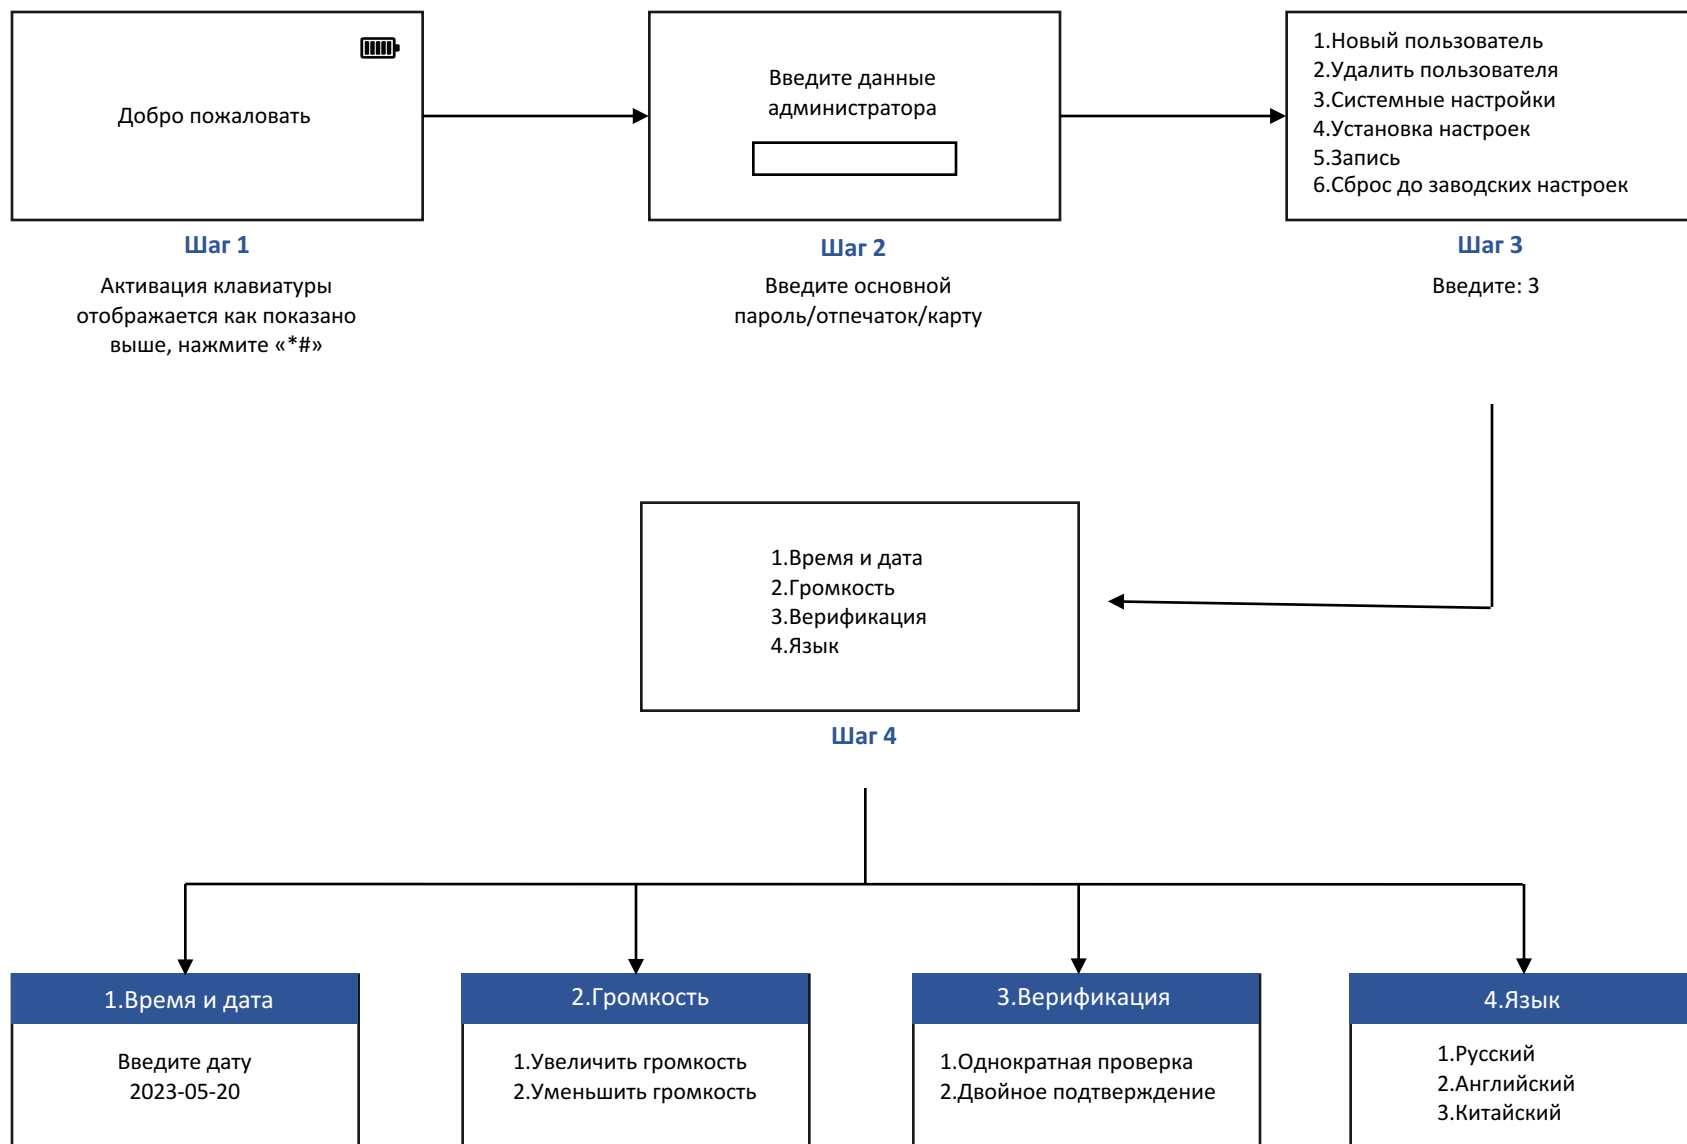 Добро пожаловать
Шаг 1
Активация клавиатуры
отображается как показано
выше, нажмите «*#»
Введите данные
администратора
Шаг 2
Введите основной
пароль/отпечаток/карту
1.Новый пользователь
2.Удалить пользователя
3.Системные настройки
4.Установка настроек
5.Запись
6.Сброс до заводских настроек
Шаг 3
Введите: 3
1.Время и дата
2.Громкость
3.Верификация
4.Язык
Шаг 4
1.Время и дата
Введите дату
2023-05-20
2.Громкость
1.Увеличить громкость
2.Уменьшить громкость
3.Верификация
1.Однократная проверка
2.Двойное подтверждение
4.Язык
1.Русский
2.Английский
3.Китайский